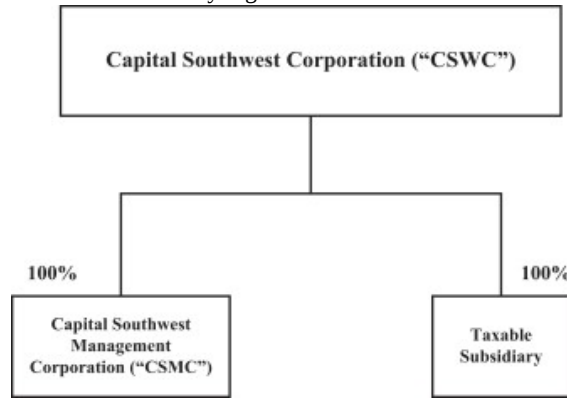 Capital Southwest Corporation (“CSWC”)
100%
100%
Capital Southwest
Management
Corporation (“CSMC”)
Taxable
Subsidiary